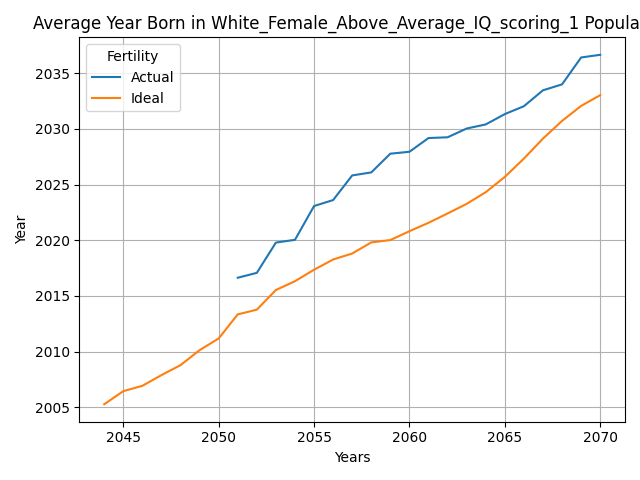 Average Year Born in White_Female_Above_Average_IQ_scoring_1 Popula
Fertility
Actual
Ideal
Year
2035
2030
2025
2020
2015
2010
2005
2045 2050 2055 2060 2065 2070
Years